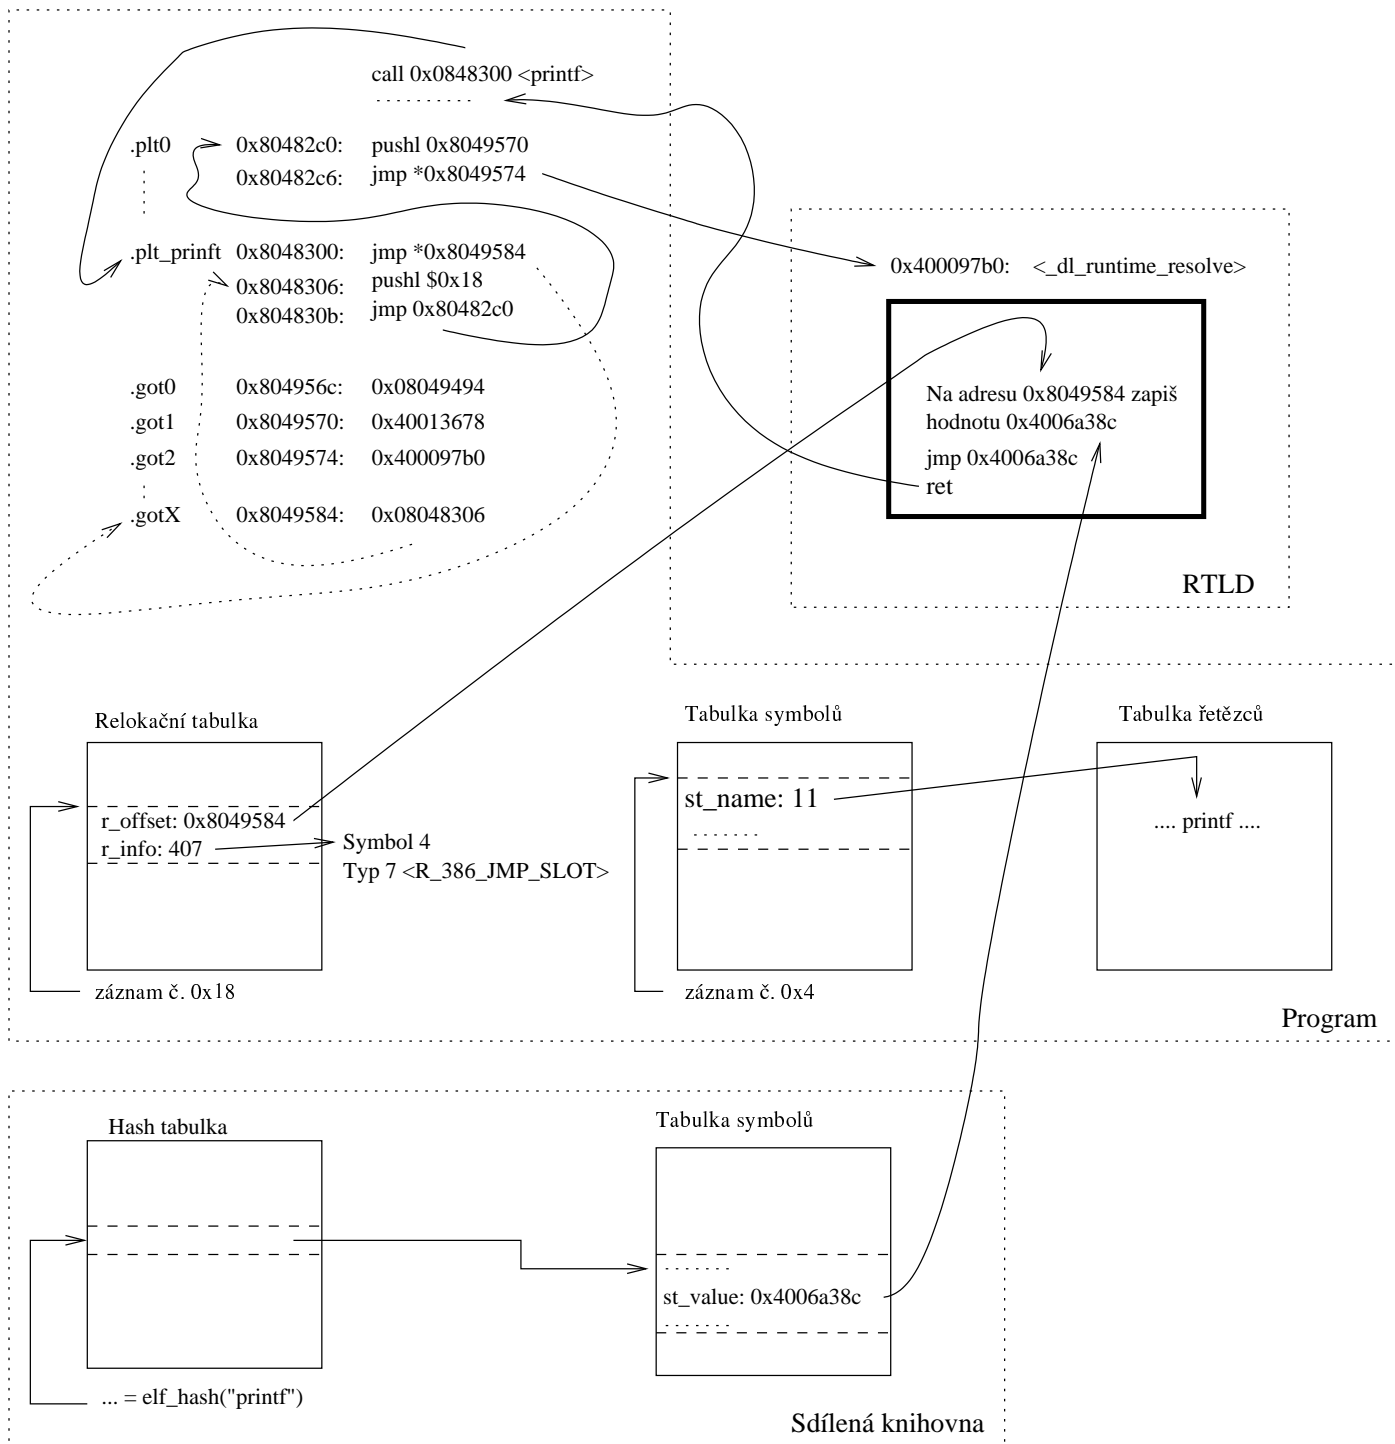 call 0x0848300 <printf>
. . . . . . . . . .
.plt0 0x80482c0: pushl 0x8049570
0x80482c6: jmp *0x8049574
.plt_prinft 0x8048300: jmp *0x8049584
0x8048306: pushl $0x18
0x804830b: jmp 0x80482c0
.got0 0x804956c: 0x08049494
.got1 0x8049570: 0x40013678
.got2 0x8049574: 0x400097b0
.gotX 0x8049584: 0x08048306
0x400097b0: <_dl_runtime_resolve>
Na adresu 0x8049584 zapiš
hodnotu 0x4006a38c
jmp 0x4006a38c
ret
RTLD
Relokační tabulka
r_offset: 0x8049584
r_info: 407
Symbol 4
Typ 7 <R_386_JMP_SLOT>
záznam č. 0x18
Tabulka symbolů
st_name: 11
. . . . . . .
záznam č. 0x4
Tabulka řetězců
.... printf ....
Program
Hash tabulka
... = elf_hash("printf")
Tabulka symbolů
. . . . . . .
st_value: 0x4006a38c
. . . . . . .
Sdílená knihovna